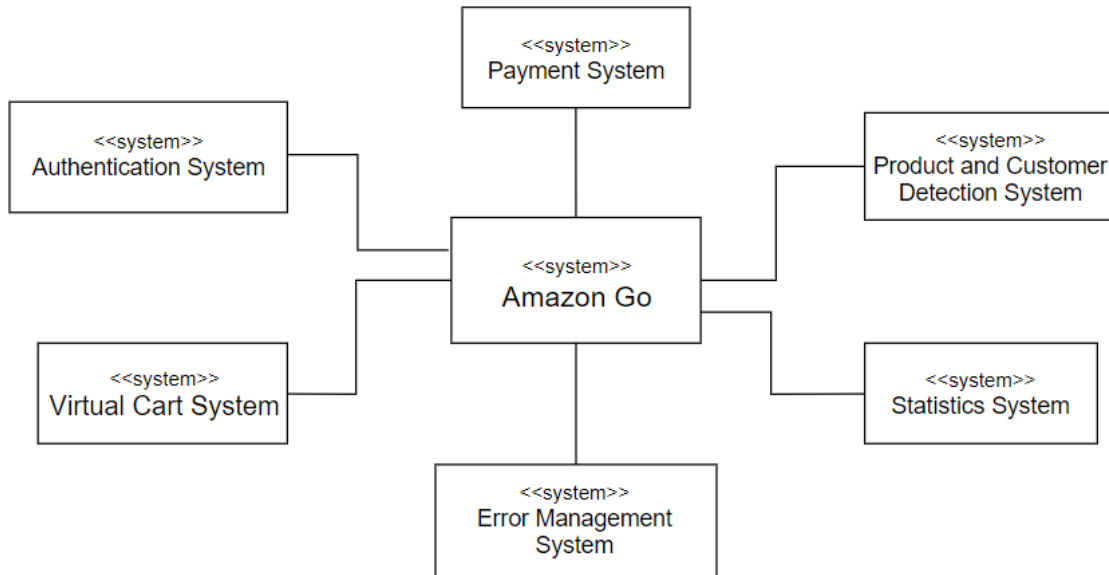 <<system>>
Payment System
<<system>>
Authentication System
<<system>>
Product and Customer
Detection System
<<system>>
Amazon Go
<<system>>
Virtual Cart System
<<system>>
Statistics System
<<system>>
Error Management
System